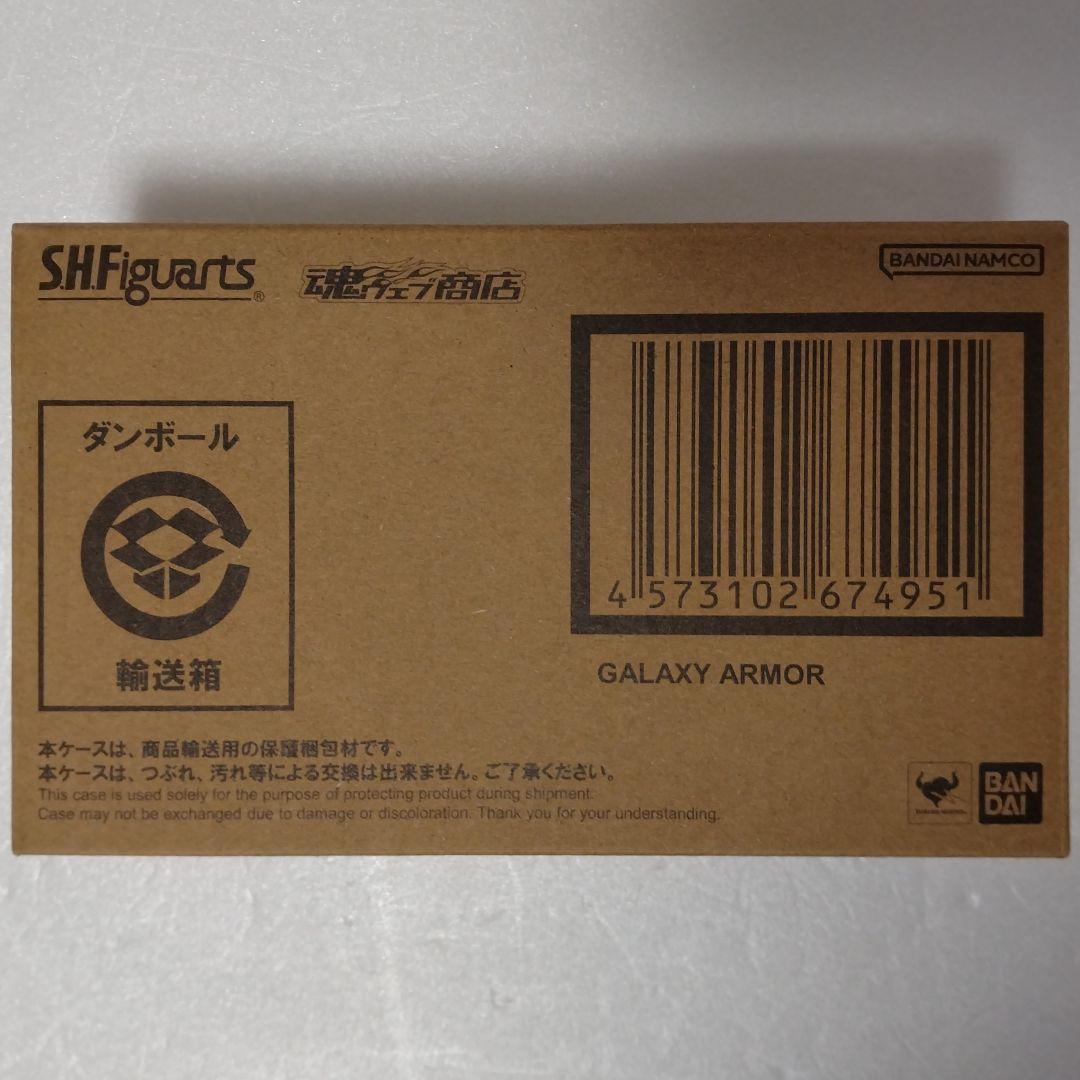 S.H.Figuarts®
魂ウェブ商店
BANDAI NAMCO
ダンボール
輸送箱
4 573102 674951
GALAXY ARMOR
本ケースは、商品輸送用の保護梱包材です。
本ケースは、つぶれ、汚れ等による交換は出来ません。ご了承ください。
This case is used solely for the purpose of protecting product during shipment.
Case may not be exchanged due to damage or discoloration. Thank you for your understanding.
BAN
DAI